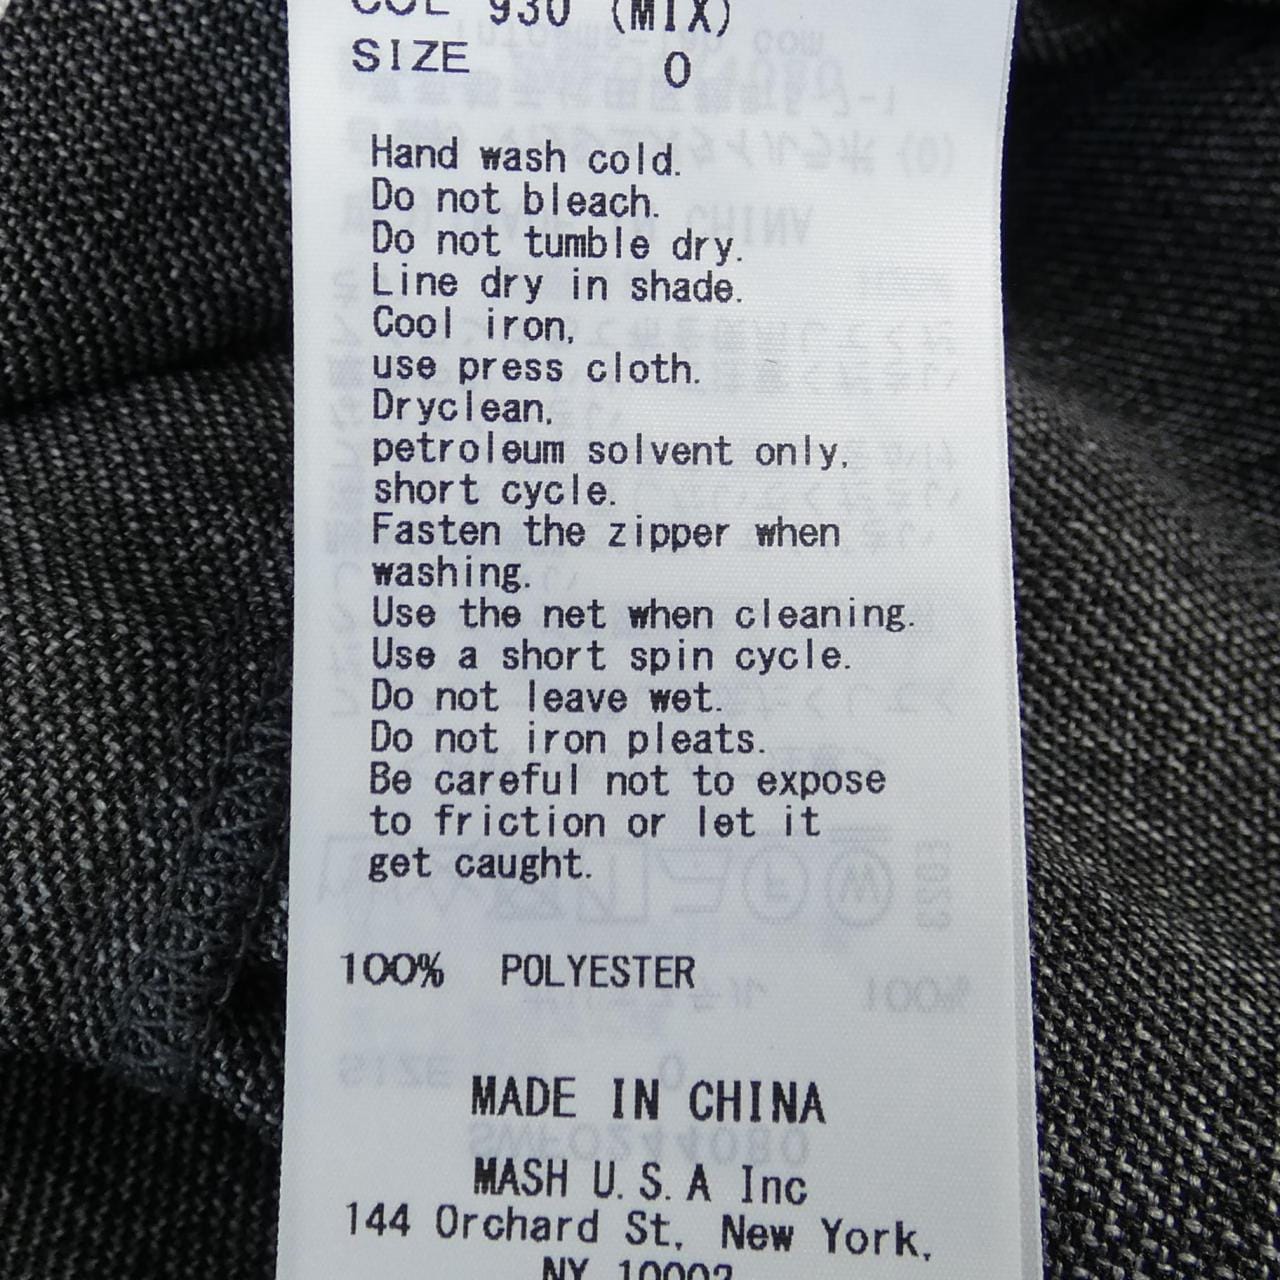 COL 930 (MIX)
SIZE 0
Hand wash cold.
Do not bleach.
Do not tumble dry.
Line dry in shade.
Cool iron,
use press cloth.
Dryclean,
petroleum solvent only,
short cycle.
Fasten the zipper when
washing.
Use the net when cleaning.
Use a short spin cycle.
Do not leave wet.
Do not iron pleats.
Be careful not to expose
to friction or let it
get caught.
100% POLYESTER
MADE IN CHINA
MASH U.S.A Inc
144 Orchard St, New York,
NY 10002